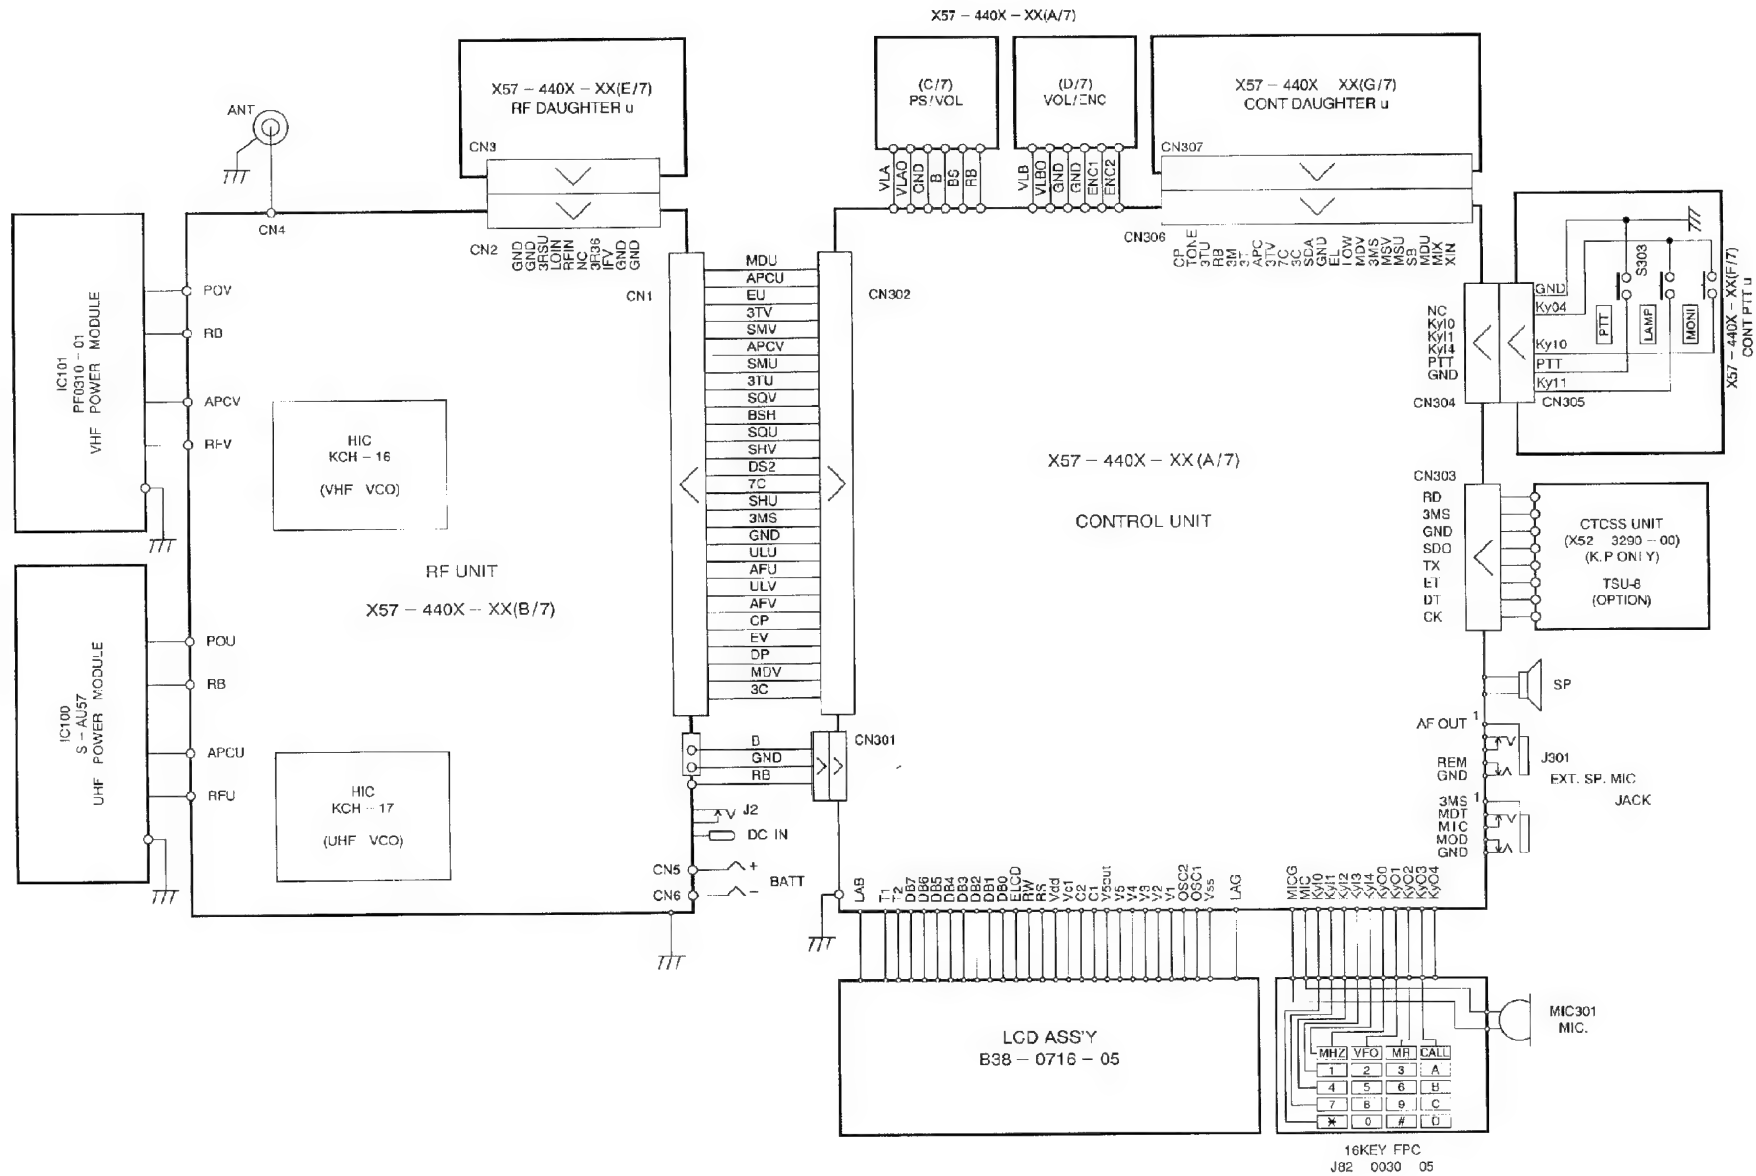 X57 – 440X – XX(A/7)
X57 – 440X – XX(E/7)
RF DAUGHTER u
(C/7)
PS/VOL
(D/7)
VOL/ENC
X57 – 440X XX(G/7)
CONT DAUGHTER u
ANT
CN3
CN307
VLA
VLAO
GND
B
BS
RB
VLB
VLBO
GND
GND
ENC1
ENC2
CN4
CN2
GND
GND
3RSU
LOIN
RFIN
NC
3R36
IFV
GND
GND
CN306
CP
TONE
3TU
RB
3M
3T
APC
3TV
7C
3C
SDA
GND
EL
LOW
MDV
3MS
MSV
MSU
SB
MDU
MIX
XIN
CN1
CN302
MDU
APCU
EU
3TV
SMV
APCV
SMU
3TU
SQV
BSH
SQU
SHV
DS2
7C
SHU
3MS
GND
ULU
AFU
ULV
AFV
CP
EV
DP
MDV
3C
IC101
PF0310 – 01
VHF POWER MODULE
POV
RB
APCV
RFV
HIC
KCH – 16
(VHF VCO)
RF UNIT
X57 – 440X – XX(B/7)
IC100
S – AU57
UHF POWER MODULE
POU
RB
APCU
RFU
HIC
KCH – 17
(UHF VCO)
X57 – 440X – XX (A/7)
CONTROL UNIT
NC
KyI0
KyI1
KyI4
PTT
GND
CN304
CN305
GND
Ky04
Ky10
PTT
Ky11
S303
PTT
LAMP
MONI
X57 – 440X – XX(F/7)
CONT PTT u
CN303
RD
3MS
GND
SDO
TX
ET
DT
CK
CTCSS UNIT
(X52 3290 – 00)
(K.P ONLY)
TSU-8
(OPTION)
SP
AF OUT 1
REM
GND
J301
EXT. SP. MIC
JACK
3MS 1
MDT
MIC
MOD
GND
B
GND
RB
CN301
J2
DC IN
CN5 +
BATT
CN6 –
LAB
T1
T2
DB7
DB6
DB5
DB4
DB3
DB2
DB1
DB0
ELCD
RW
RS
Vdd
Vc1
C2
C1
V5out
V5
V4
V3
V2
V1
OSC2
OSC1
Vss
LAG
MICG
MIC
KyI0
KyI1
KyI2
KyI3
KyI4
KyO0
KyO1
KyO2
KyO3
KyO4
LCD ASS'Y
B38 – 0716 – 05
MIC301
MIC.
MHZ VFO MR CALL
1 2 3 A
4 5 6 B
7 8 9 C
* 0 # D
16KEY FPC
J82 0030 05